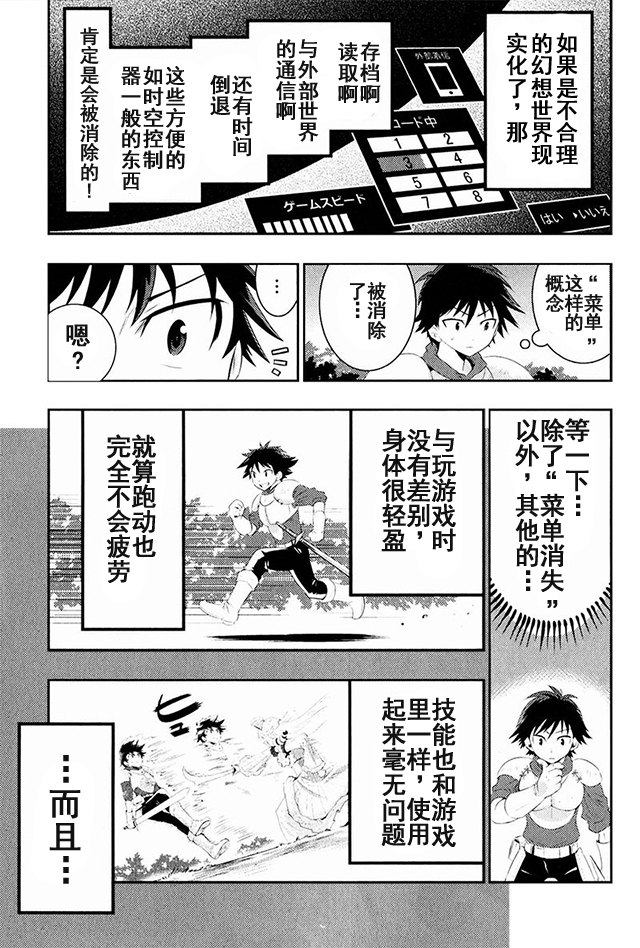 如果是不合理
的幻想世界现
实化了，那
存档啊
读取啊
与外部世界
的通信啊
还有时间
倒退
这些方便的
如时空控制
器一般的东西
肯定是会被消除的！
外部通信
コード中
1
2
3
4
5
6
7
8
ゲームスピード
はい
いいえ
“菜单”
这样的
概念
被消除
了…
…
嗯？
等一下…
除了“菜单消失”
以外，其他的…
与玩游戏时
没有差别，
身体很轻盈
就算跑动也
完全不会疲劳
技能也和游戏
里一样，使用
起来毫无问题
…而且…